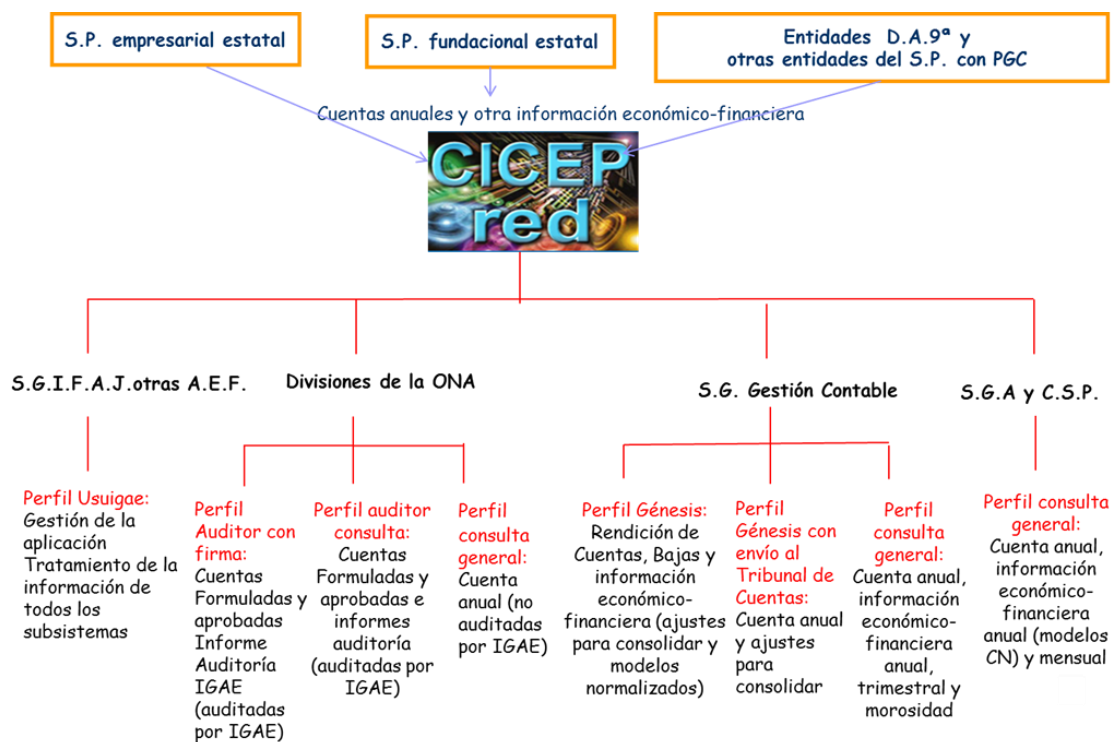 S.P. empresarial estatal
S.P. fundacional estatal
Entidades D.A.9ª y
otras entidades del S.P. con PGC
Cuentas anuales y otra información económico-financiera
CICEP
red
S.G.I.F.A.J.otras A.E.F.
Divisiones de la ONA
S.G. Gestión Contable
S.G.A y C.S.P.
Perfil Usuigae:
Gestión de la
aplicación
Tratamiento de la
información de
todos los
subsistemas
Perfil
Auditor con
firma:
Cuentas
Formuladas y
aprobadas
Informe
Auditoría
IGAE
(auditadas
por IGAE)
Perfil auditor
consulta:
Cuentas
Formuladas y
aprobadas e
informes
auditoría
(auditadas por
IGAE)
Perfil
consulta
general:
Cuenta
anual (no
auditadas
por IGAE)
Perfil Génesis:
Rendición de
Cuentas, Bajas y
información
económico-
financiera (ajustes
para consolidar y
modelos
normalizados)
Perfil
Génesis con
envío al
Tribunal de
Cuentas:
Cuenta anual
y ajustes
para
consolidar
Perfil
consulta
general:
Cuenta anual,
información
económico-
financiera
anual,
trimestral y
morosidad
Perfil consulta
general:
Cuenta anual,
información
económico-
financiera
anual (modelos
CN) y mensual